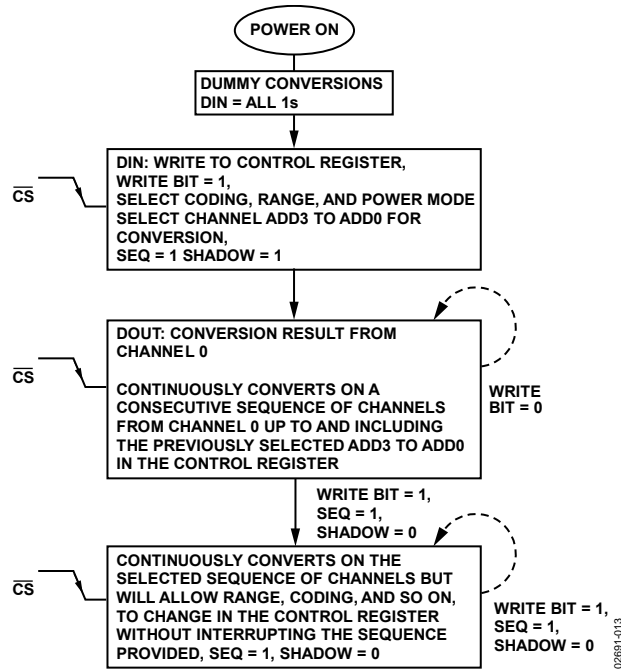 POWER ON
DUMMY CONVERSIONS
DIN = ALL 1s
CS
DIN: WRITE TO CONTROL REGISTER,
WRITE BIT = 1,
SELECT CODING, RANGE, AND POWER MODE
SELECT CHANNEL ADD3 TO ADD0 FOR
CONVERSION,
SEQ = 1 SHADOW = 1
CS
DOUT: CONVERSION RESULT FROM
CHANNEL 0
CONTINUOUSLY CONVERTS ON A
CONSECUTIVE SEQUENCE OF CHANNELS
FROM CHANNEL 0 UP TO AND INCLUDING
THE PREVIOUSLY SELECTED ADD3 TO ADD0
IN THE CONTROL REGISTER
WRITE
BIT = 0
WRITE BIT = 1,
SEQ = 1,
SHADOW = 0
CS
CONTINUOUSLY CONVERTS ON THE
SELECTED SEQUENCE OF CHANNELS BUT
WILL ALLOW RANGE, CODING, AND SO ON,
TO CHANGE IN THE CONTROL REGISTER
WITHOUT INTERRUPTING THE SEQUENCE
PROVIDED, SEQ = 1, SHADOW = 0
WRITE BIT = 1,
SEQ = 1,
SHADOW = 0
02691-013